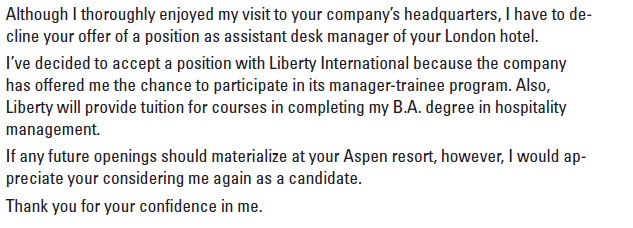 Although I thoroughly enjoyed my visit to your company's headquarters, I have to de-
cline your offer of a position as assistant desk manager of your London hotel.
I've decided to accept a position with Liberty International because the company
has offered me the chance to participate in its manager-trainee program. Also,
Liberty will provide tuition for courses in completing my B.A. degree in hospitality
management.
If any future openings should materialize at your Aspen resort, however, I would ap-
preciate your considering me again as a candidate.
Thank you for your confidence in me.